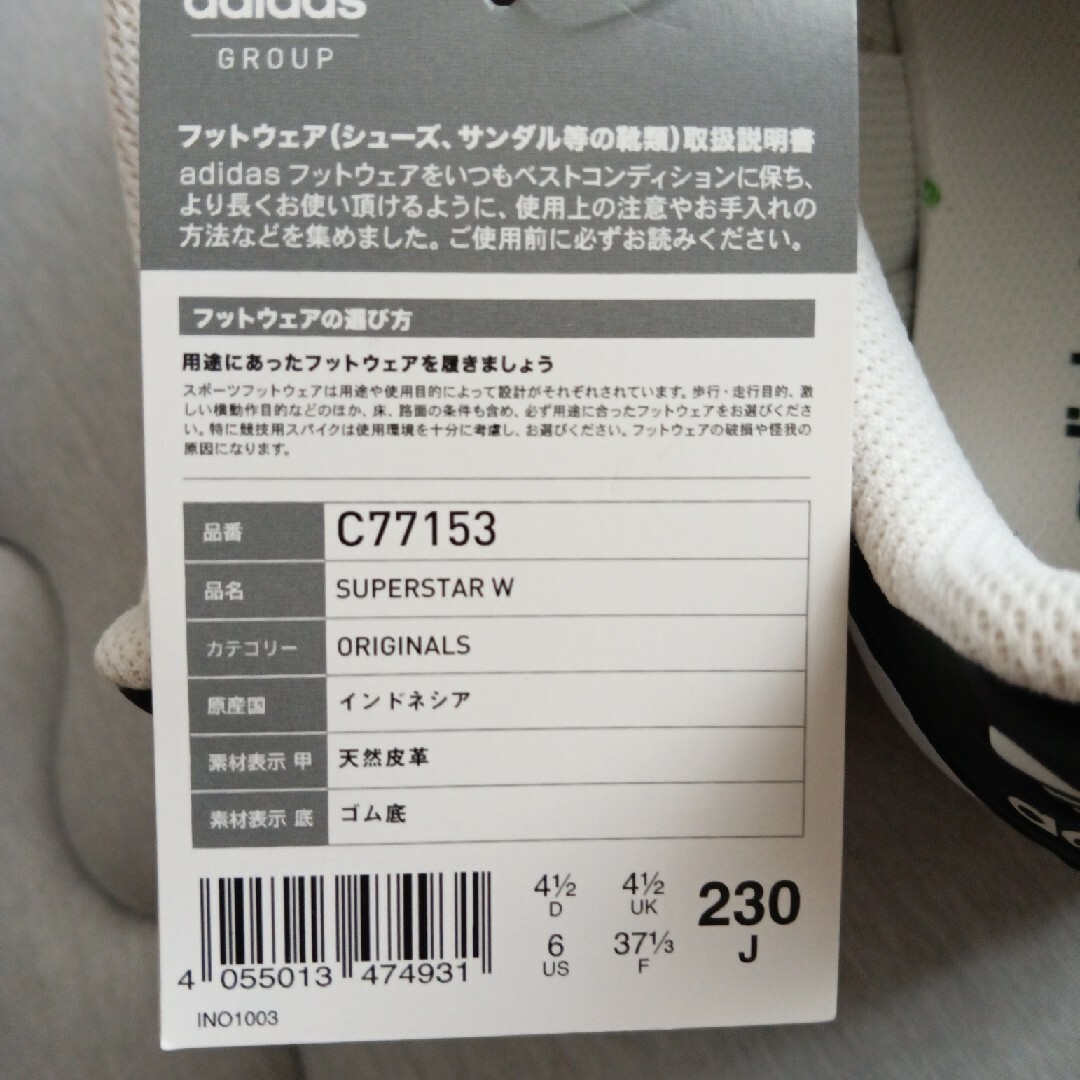 adidas
GROUP
フットウェア(シューズ、サンダル等の靴類)取扱説明書
adidas フットウェアをいつもベストコンディションに保ち、
より長くお使い頂けるように、使用上の注意やお手入れの
方法などを集めました。ご使用前に必ずお読みください。
フットウェアの選び方
用途にあったフットウェアを履きましょう
スポーツフットウェアは用途や使用目的によって設計がそれぞれされています。歩行・走行目的、激
しい横動作目的などのほか、床、路面の条件も含め、必ず用途に合ったフットウェアをお選びくださ
い。特に競技用スパイクは使用環境を十分に考慮し、お選びください。フットウェアの破損や怪我の
原因になります。
品番 C77153
品名 SUPERSTAR W
カテゴリー ORIGINALS
原産国 インドネシア
素材表示 甲 天然皮革
素材表示 底 ゴム底
4½ 4½ 230
D UK J
6 37⅓
US F
4 055013 474931
INO1003